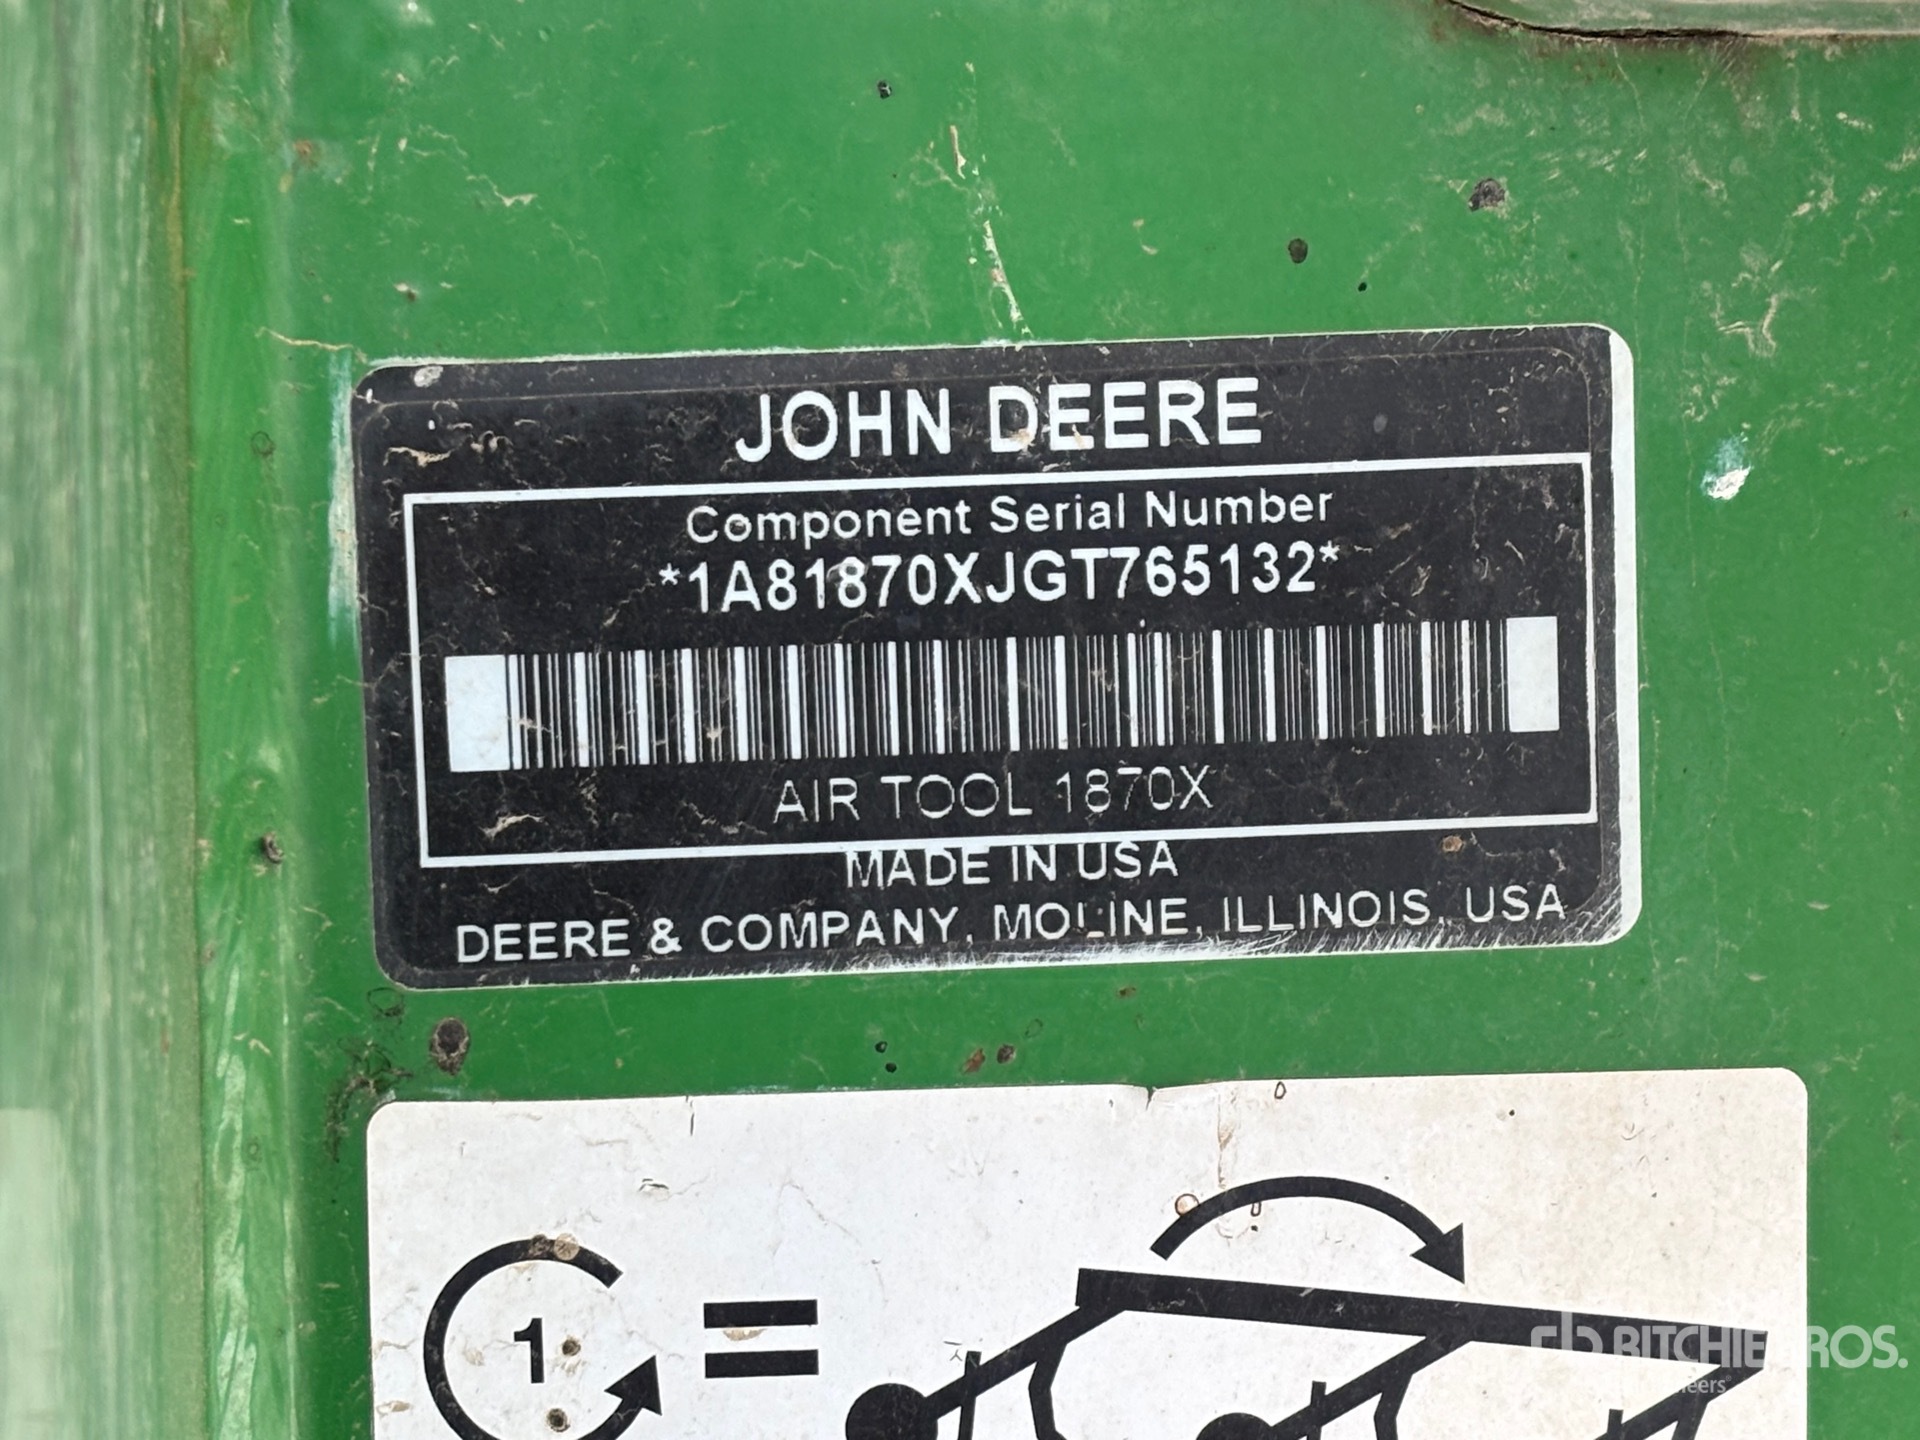 JOHN DEERE
Component Serial Number
*1A81870XJGT765132*
AIR TOOL 1870X
MADE IN USA
DEERE & COMPANY, MOLINE, ILLINOIS, USA
1 =
RITCHIE BROS.